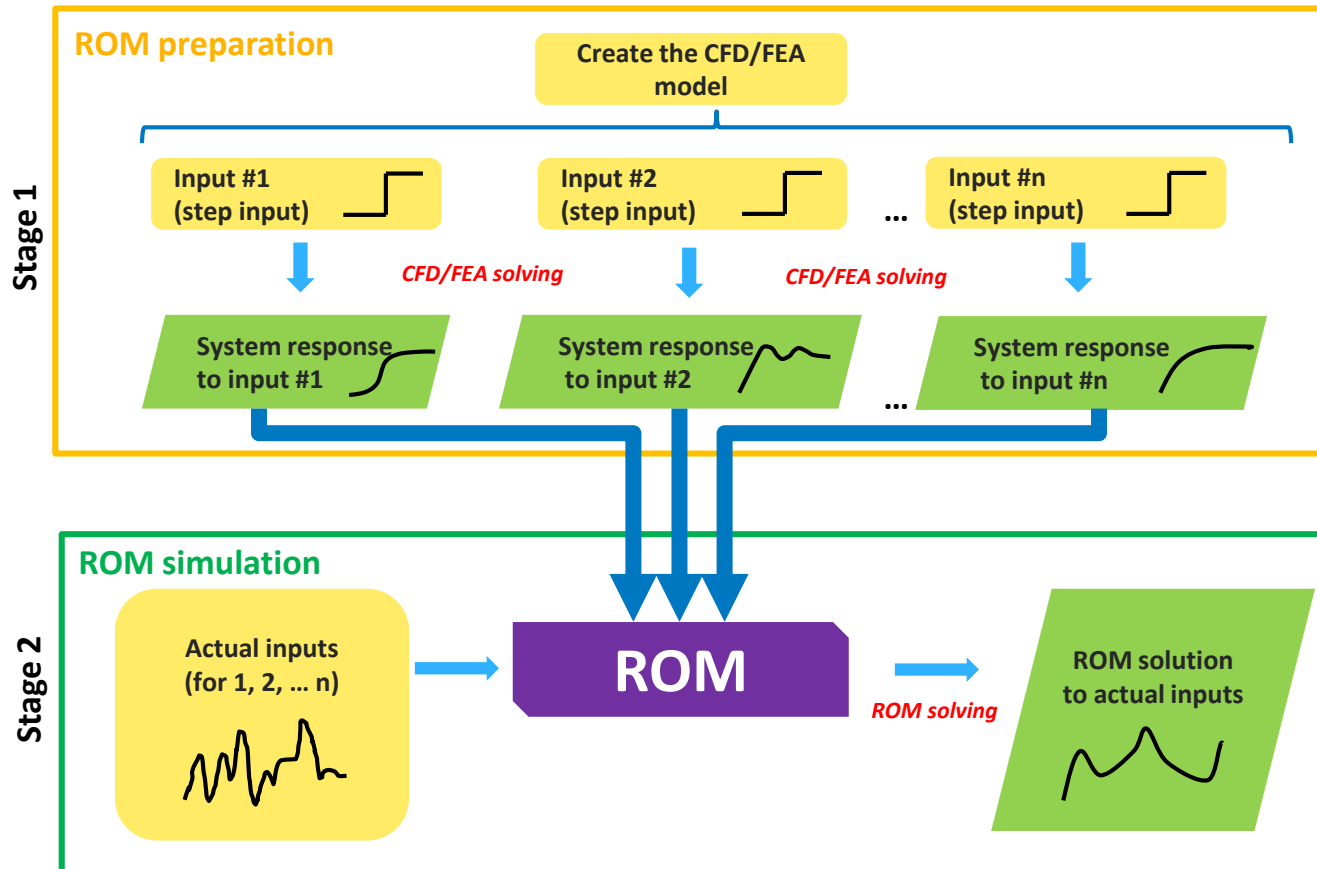 ROM preparation
Create the CFD/FEA
model
Stage 1
Input #1
(step input)
Input #2
(step input)
...
Input #n
(step input)
CFD/FEA solving
CFD/FEA solving
System response
to input #1
System response
to input #2
...
System response
to input #n
ROM simulation
Stage 2
Actual inputs
(for 1, 2, ... n)
ROM
ROM solving
ROM solution
to actual inputs